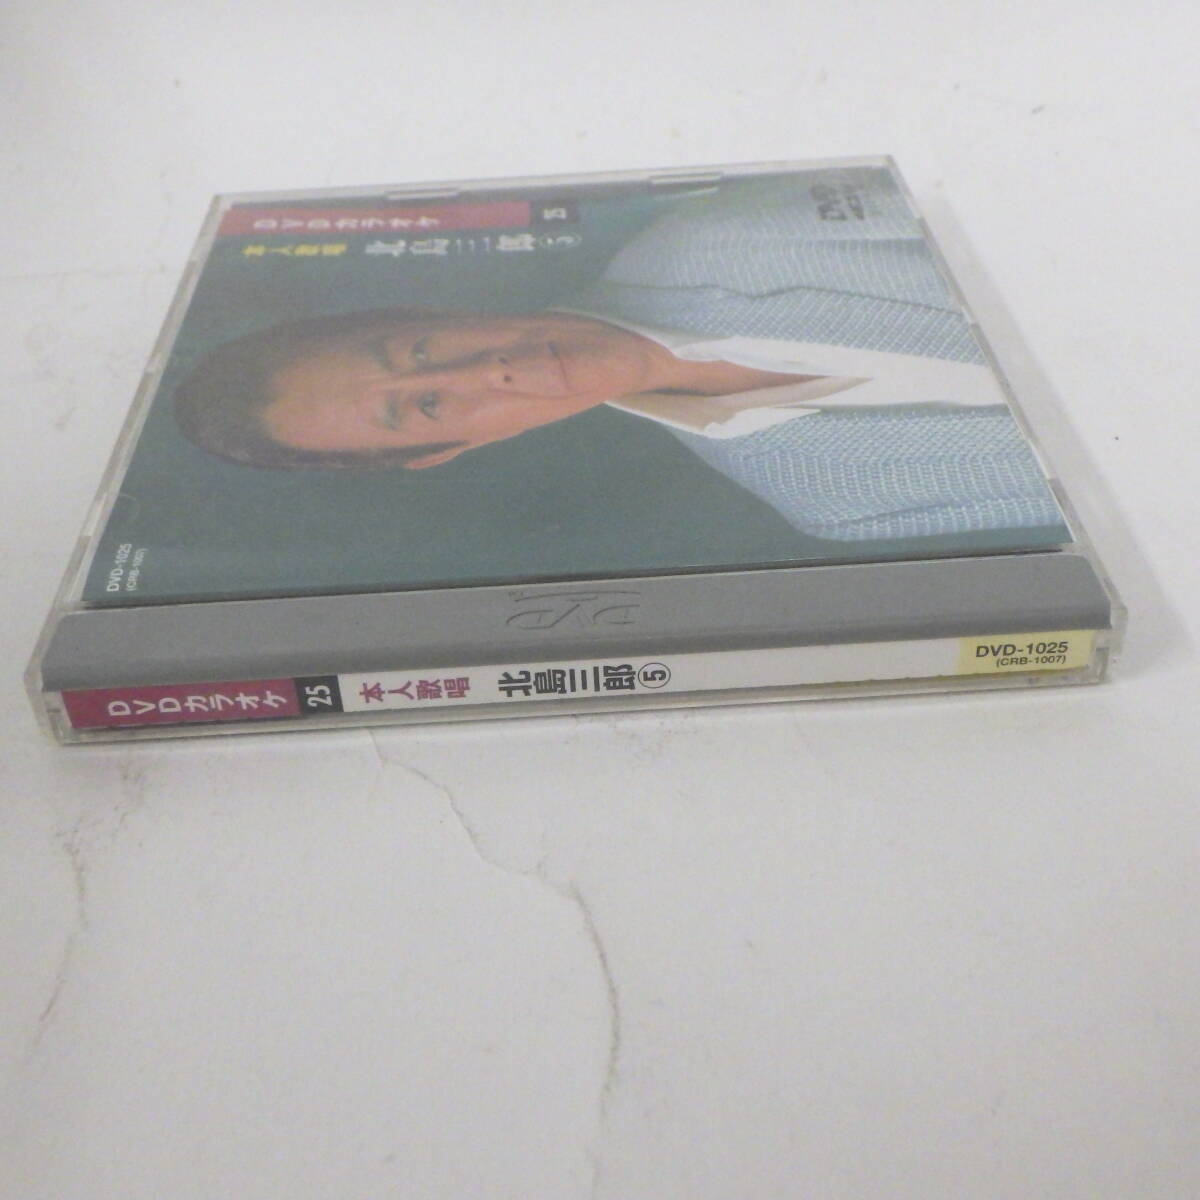 DVDカラオケ 25
本人歌唱 北島三郎⑤
DVD-1025
(CRB-1007)
DVD
DVDカラオケ 25 本人歌唱 北島三郎⑤ DVD-1025
(CRB-1007)